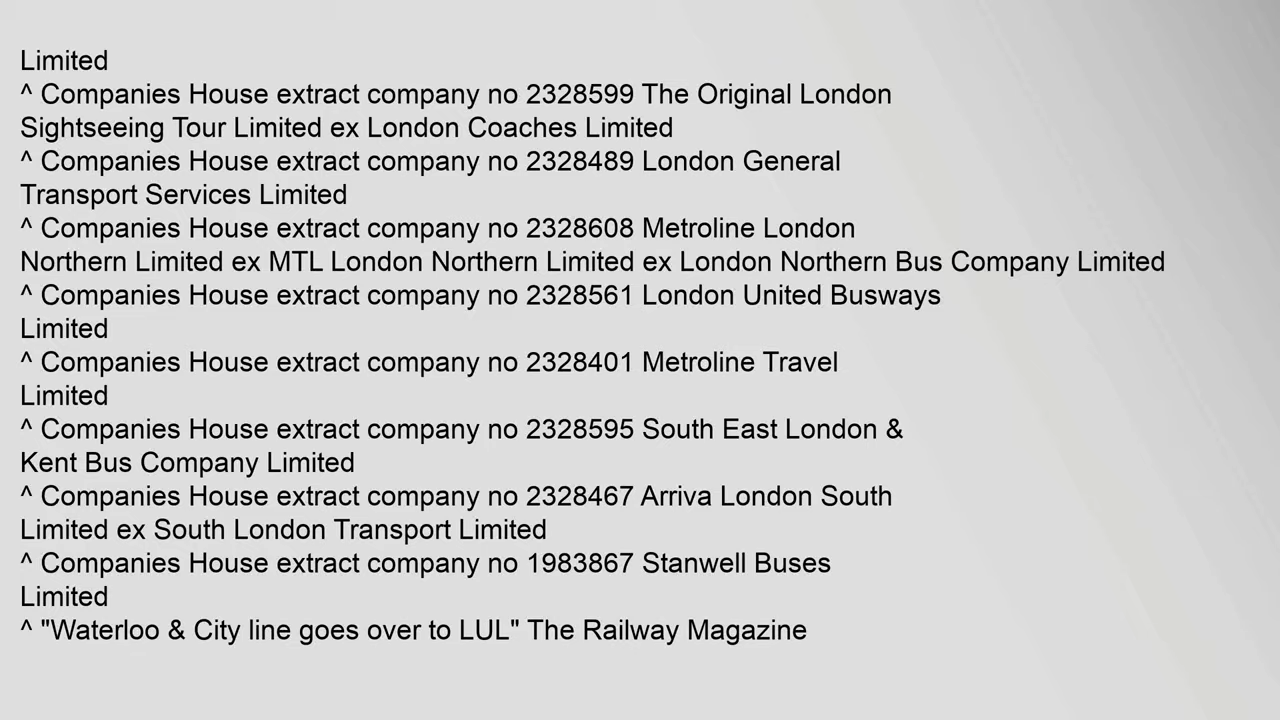 Limited
^ Companies House extract company no 2328599 The Original London
Sightseeing Tour Limited ex London Coaches Limited
^ Companies House extract company no 2328489 London General
Transport Services Limited
^ Companies House extract company no 2328608 Metroline London
Northern Limited ex MTL London Northern Limited ex London Northern Bus Company Limited
^ Companies House extract company no 2328561 London United Busways
Limited
^ Companies House extract company no 2328401 Metroline Travel
Limited
^ Companies House extract company no 2328595 South East London &
Kent Bus Company Limited
^ Companies House extract company no 2328467 Arriva London South
Limited ex South London Transport Limited
^ Companies House extract company no 1983867 Stanwell Buses
Limited
^ "Waterloo & City line goes over to LUL" The Railway Magazine